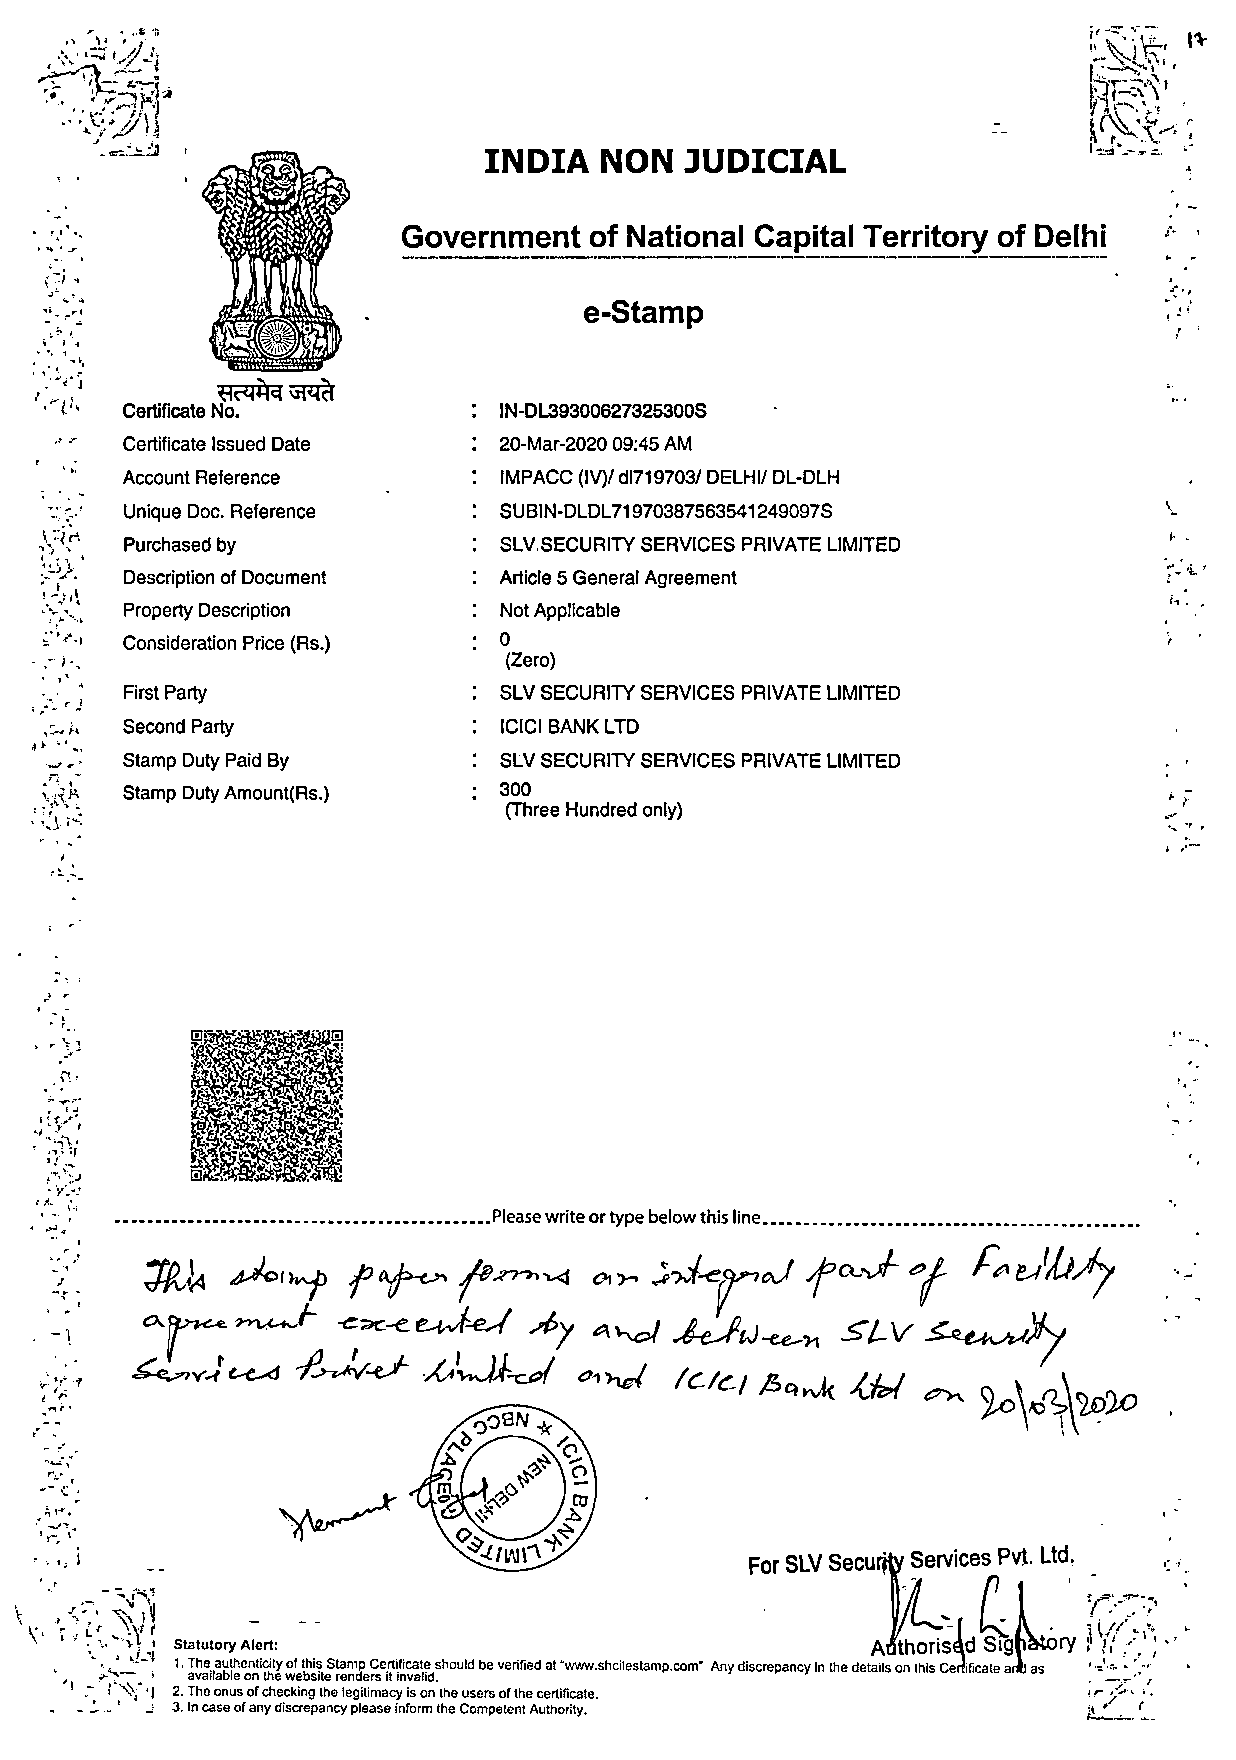 17
INDIA NON JUDICIAL
Government of National Capital Territory of Delhi
e-Stamp
सत्यमेव जयते
Certificate No. : IN-DL39300627325300S
Certificate Issued Date : 20-Mar-2020 09:45 AM
Account Reference : IMPACC (IV)/ dl719703/ DELHI/ DL-DLH
Unique Doc. Reference : SUBIN-DLDL71970387563541249097S
Purchased by : SLV SECURITY SERVICES PRIVATE LIMITED
Description of Document : Article 5 General Agreement
Property Description : Not Applicable
Consideration Price (Rs.) : 0
(Zero)
First Party : SLV SECURITY SERVICES PRIVATE LIMITED
Second Party : ICICI BANK LTD
Stamp Duty Paid By : SLV SECURITY SERVICES PRIVATE LIMITED
Stamp Duty Amount(Rs.) : 300
(Three Hundred only)
Please write or type below this line
This stamp paper forms an integral part of Facility
agreement executed by and between SLV Security
Services Privet Limited and ICICI Bank Ltd on 20/03/2020
ICICI BANK LIMITED
NBCC PLACE
NEW DELHI
Hemant
For SLV Security Services Pvt. Ltd.
Authorised Signatory
Statutory Alert:
1. The authenticity of this Stamp Certificate should be verified at "www.shcilestamp.com" Any discrepancy in the details on this Certificate and as
available on the website renders it invalid.
2. The onus of checking the legitimacy is on the users of the certificate.
3. In case of any discrepancy please inform the Competent Authority.